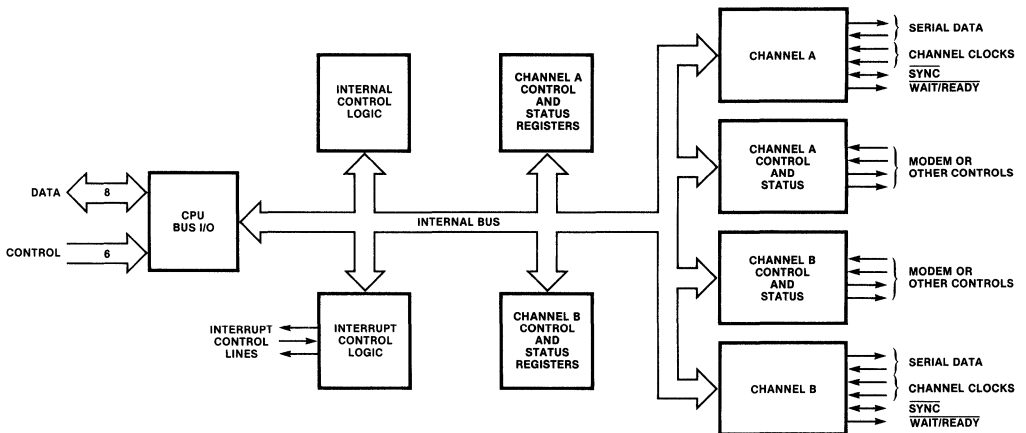 DATA
8
CONTROL
6
CPU
BUS I/O
INTERNAL
CONTROL
LOGIC
CHANNEL A
CONTROL
AND
STATUS
REGISTERS
INTERNAL BUS
INTERRUPT
CONTROL
LINES
INTERRUPT
CONTROL
LOGIC
CHANNEL B
CONTROL
AND
STATUS
REGISTERS
CHANNEL A
SERIAL DATA
CHANNEL CLOCKS
SYNC
WAIT/READY
CHANNEL A
CONTROL
AND
STATUS
MODEM OR
OTHER CONTROLS
CHANNEL B
CONTROL
AND
STATUS
MODEM OR
OTHER CONTROLS
CHANNEL B
SERIAL DATA
CHANNEL CLOCKS
SYNC
WAIT/READY